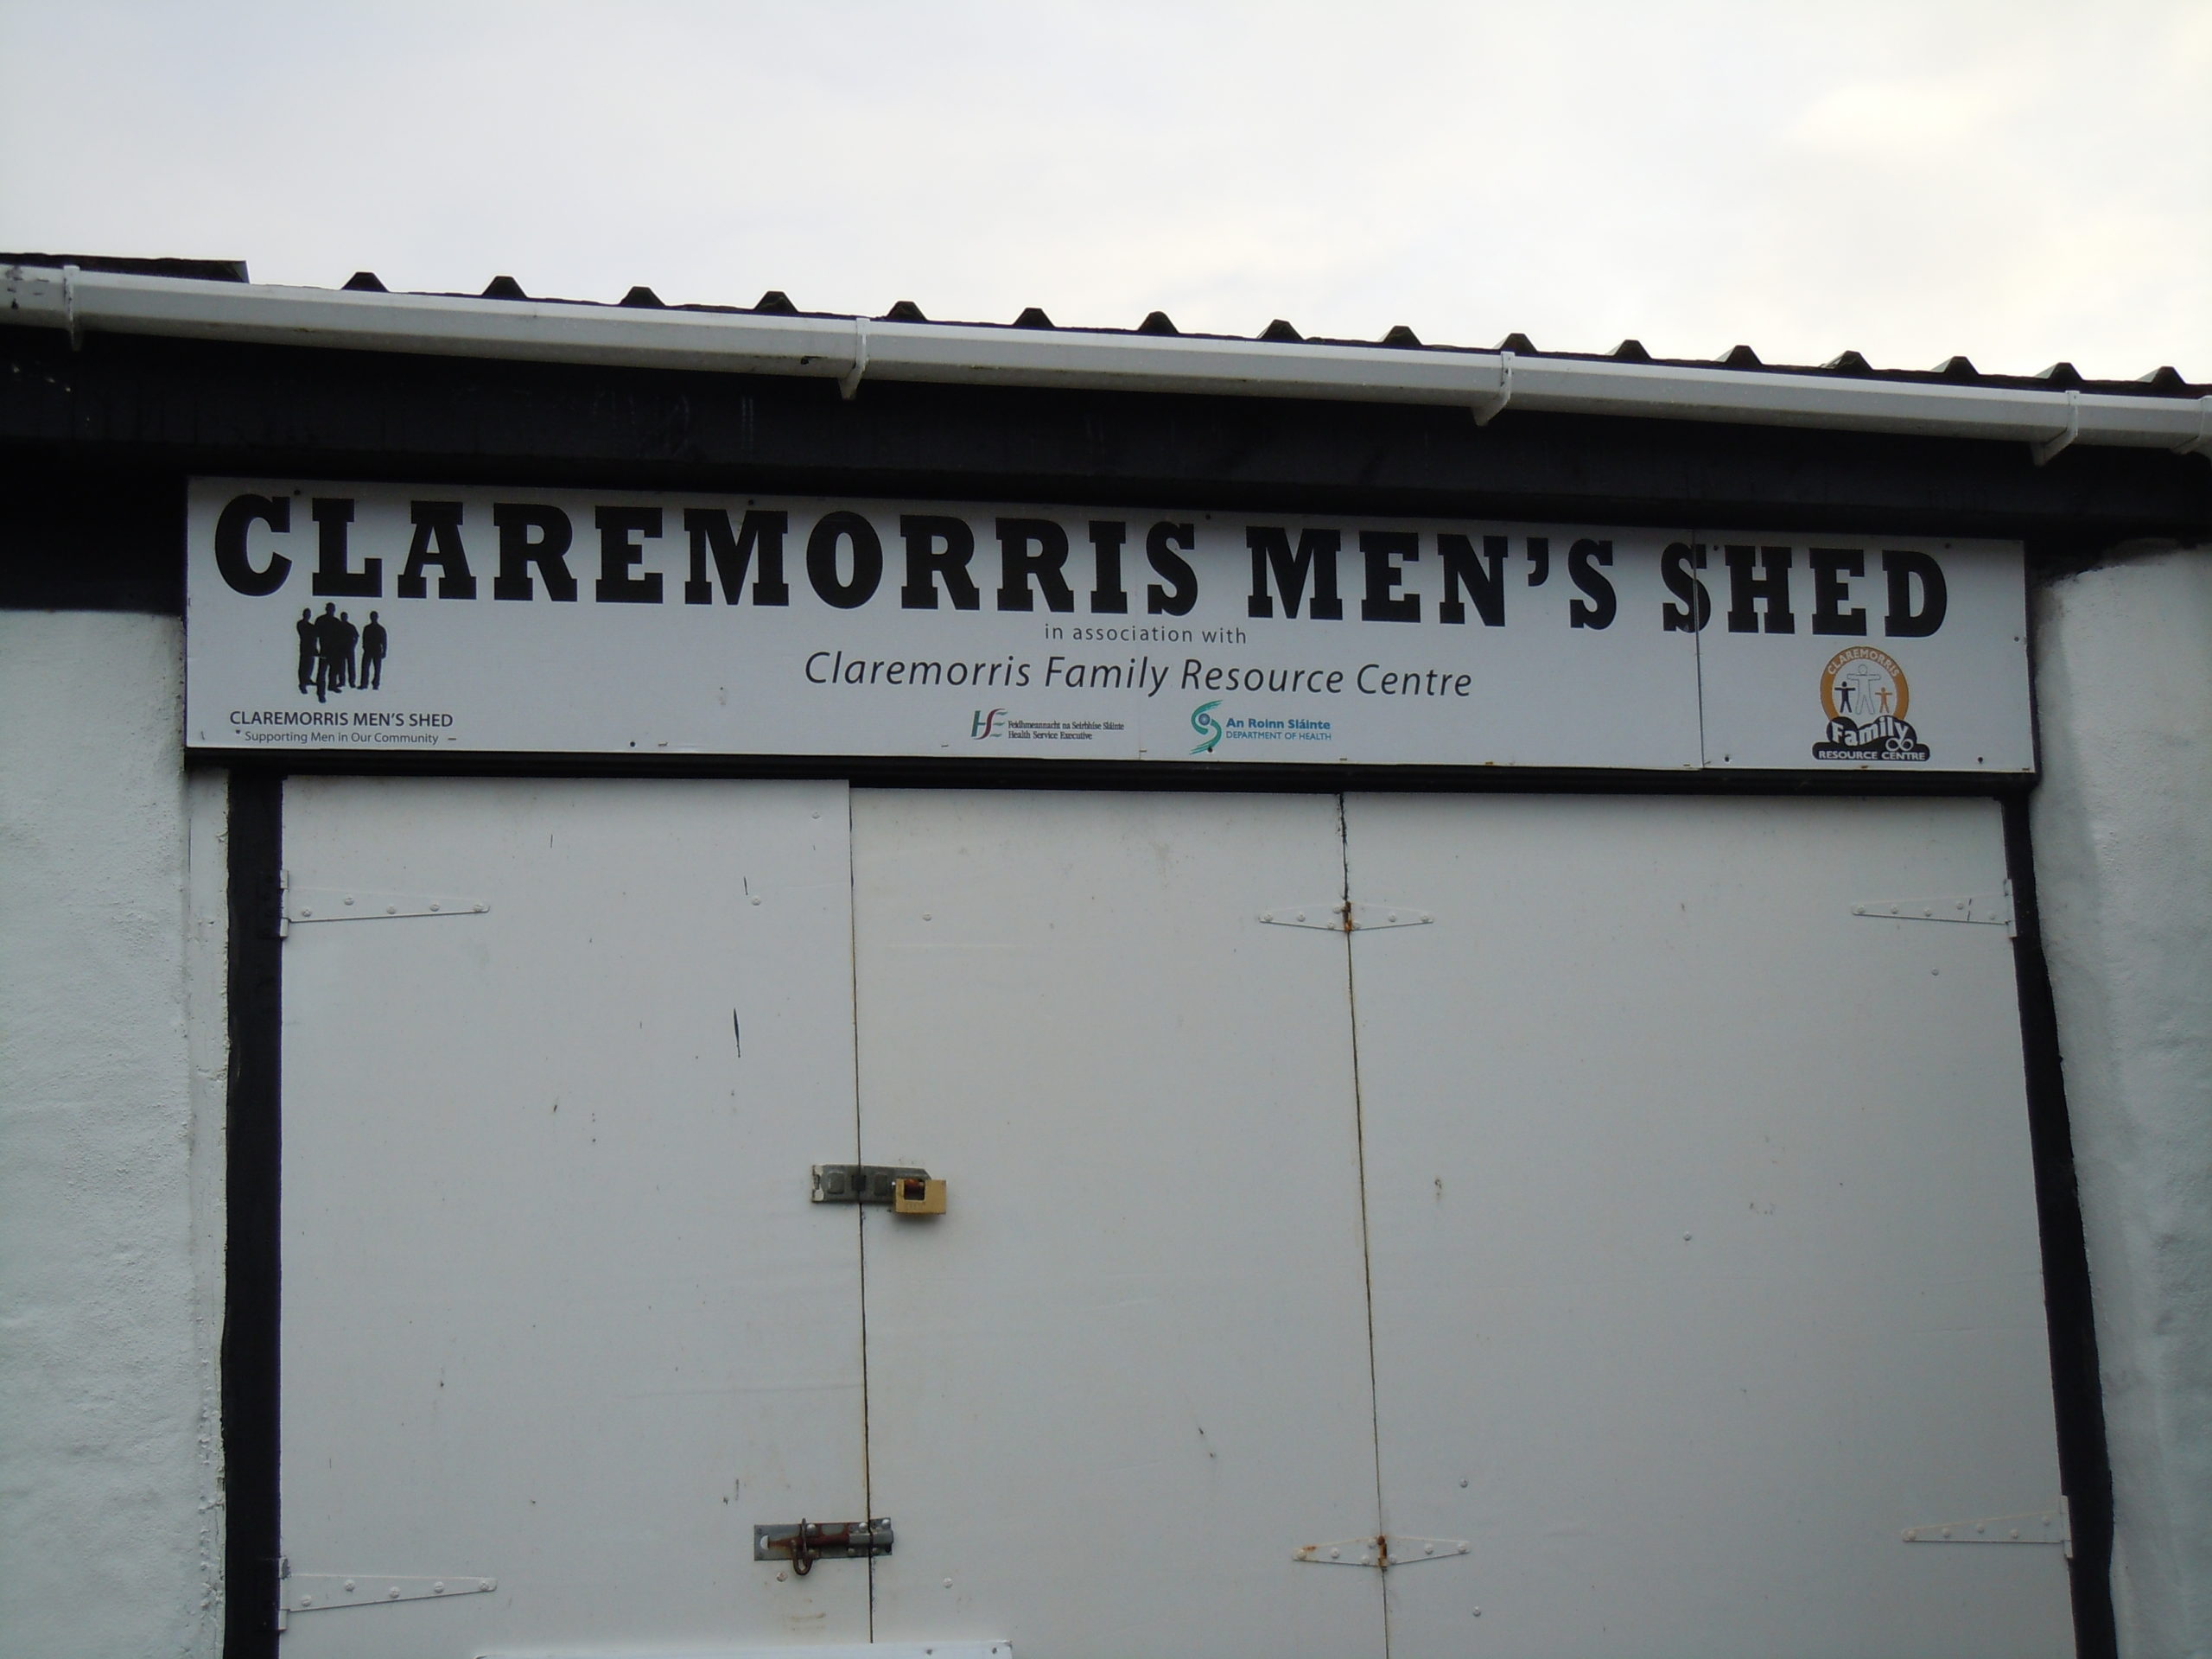 CLAREMORRIS MEN'S SHED
in association with
Claremorris Family Resource Centre
CLAREMORRIS MEN'S SHED
Supporting Men in Our Community
Feidhmeannacht na Seirbhíse Sláinte
Health Service Executive
An Roinn Sláinte
DEPARTMENT OF HEALTH
CLAREMORRIS
Family
RESOURCE CENTRE